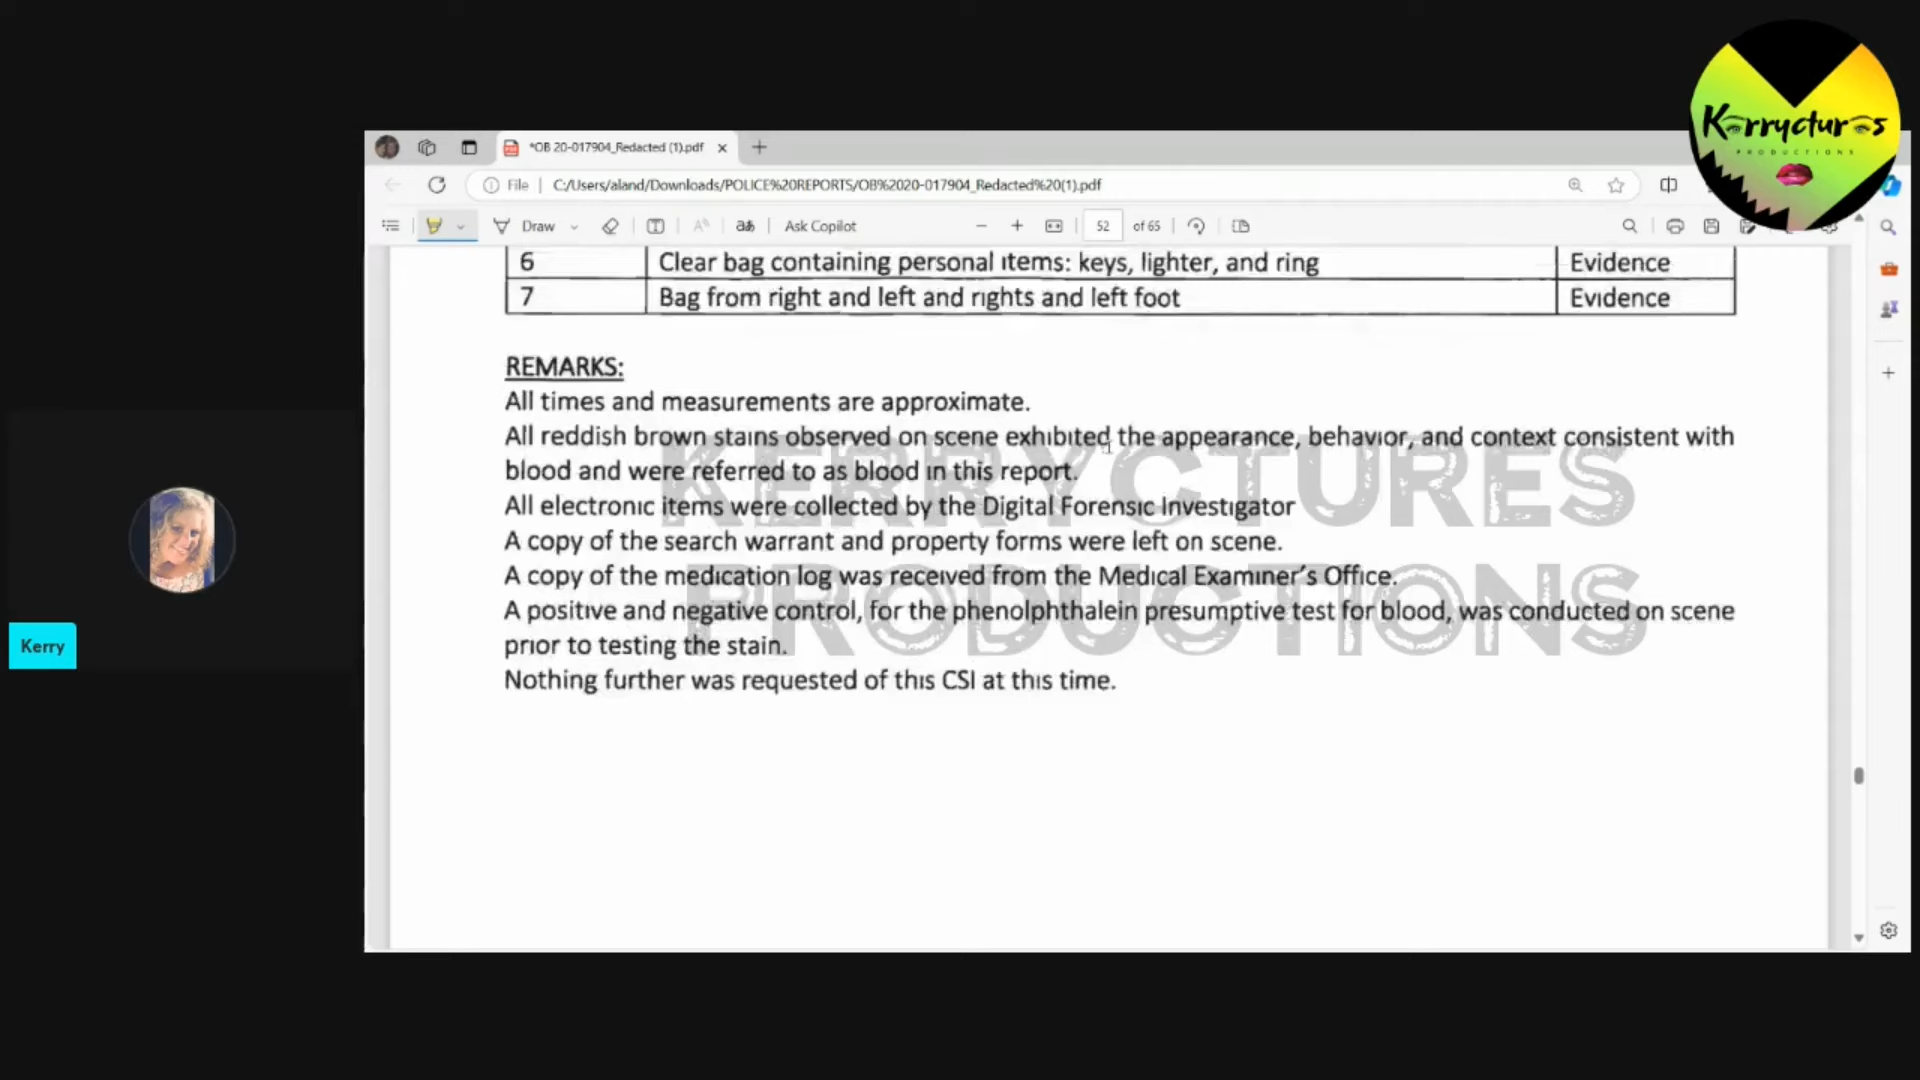 Kerryctures
PRODUCTIONS
*OB 20-017904_Redacted (1).pdf
File | C:/Users/aland/Downloads/POLICE%20REPORTS/OB%2020-017904_Redacted%20(1).pdf
Draw
Ask Copilot
52 of 65
6 Clear bag containing personal items: keys, lighter, and ring Evidence
7 Bag from right and left and rights and left foot Evidence
REMARKS:
All times and measurements are approximate.
All reddish brown stains observed on scene exhibited the appearance, behavior, and context consistent with
blood and were referred to as blood in this report.
All electronic items were collected by the Digital Forensic Investigator
A copy of the search warrant and property forms were left on scene.
A copy of the medication log was received from the Medical Examiner's Office.
A positive and negative control, for the phenolphthalein presumptive test for blood, was conducted on scene
prior to testing the stain.
Nothing further was requested of this CSI at this time.
KERRYCTURES
PRODUCTIONS
Kerry